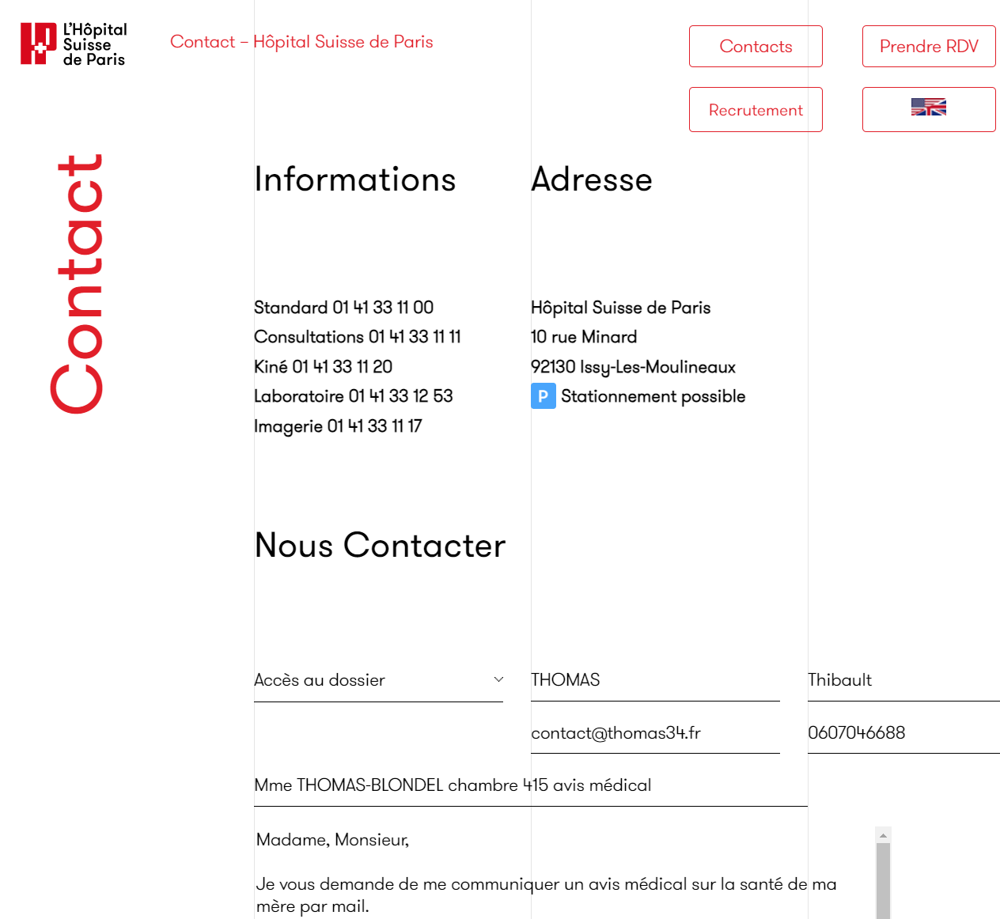 L'Hôpital
Suisse
de Paris
Contact – Hôpital Suisse de Paris
Contacts
Prendre RDV
Recrutement
Contact
Informations
Standard 01 41 33 11 00
Consultations 01 41 33 11 11
Kiné 01 41 33 11 20
Laboratoire 01 41 33 12 53
Imagerie 01 41 33 11 17
Adresse
Hôpital Suisse de Paris
10 rue Minard
92130 Issy-Les-Moulineaux
P Stationnement possible
Nous Contacter
Accès au dossier
THOMAS
Thibault
contact@thomas34.fr
0607046688
Mme THOMAS-BLONDEL chambre 415 avis médical
Madame, Monsieur,
Je vous demande de me communiquer un avis médical sur la santé de ma
mère par mail.